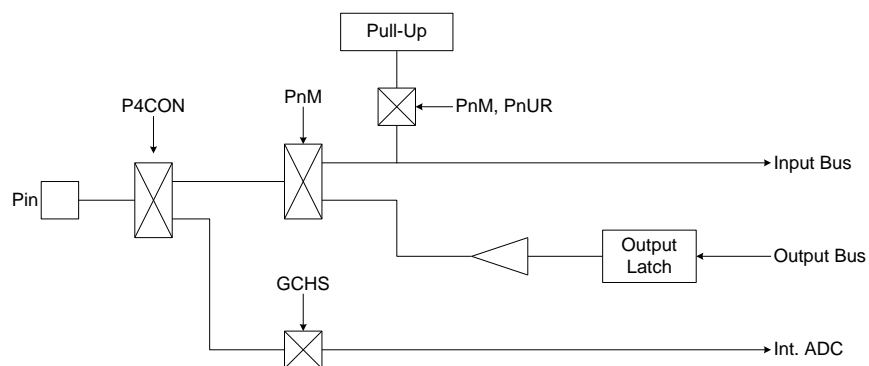 Pull-Up
P4CON
PnM
PnM, PnUR
Input Bus
Pin
Output
Latch
Output Bus
GCHS
Int. ADC